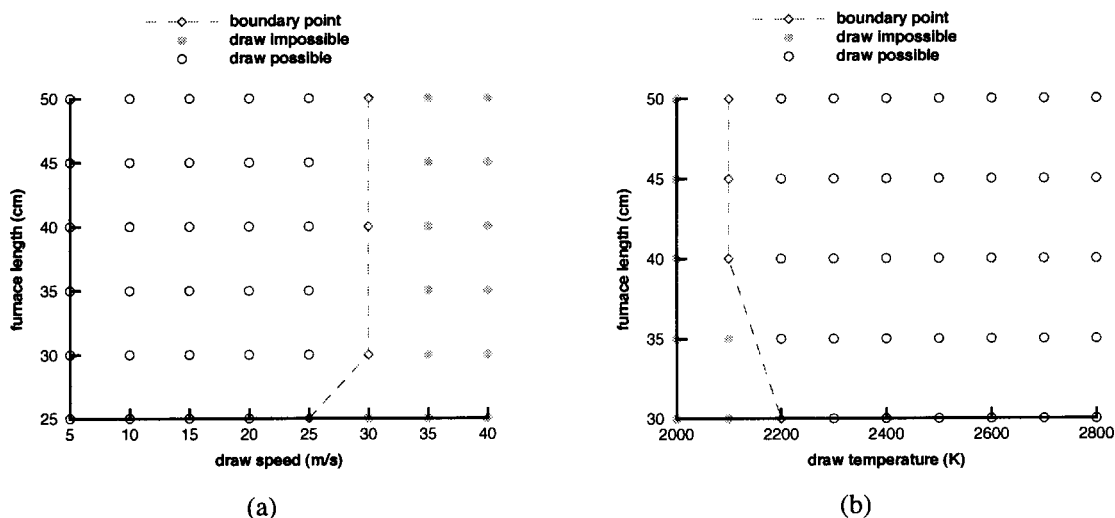 boundary point
draw impossible
draw possible
50
45
40
35
30
25
furnace length (cm)
5 10 15 20 25 30 35 40
draw speed (m/s)
(a)
boundary point
draw impossible
draw possible
50
45
40
35
30
furnace length (cm)
2000 2200 2400 2600 2800
draw temperature (K)
(b)